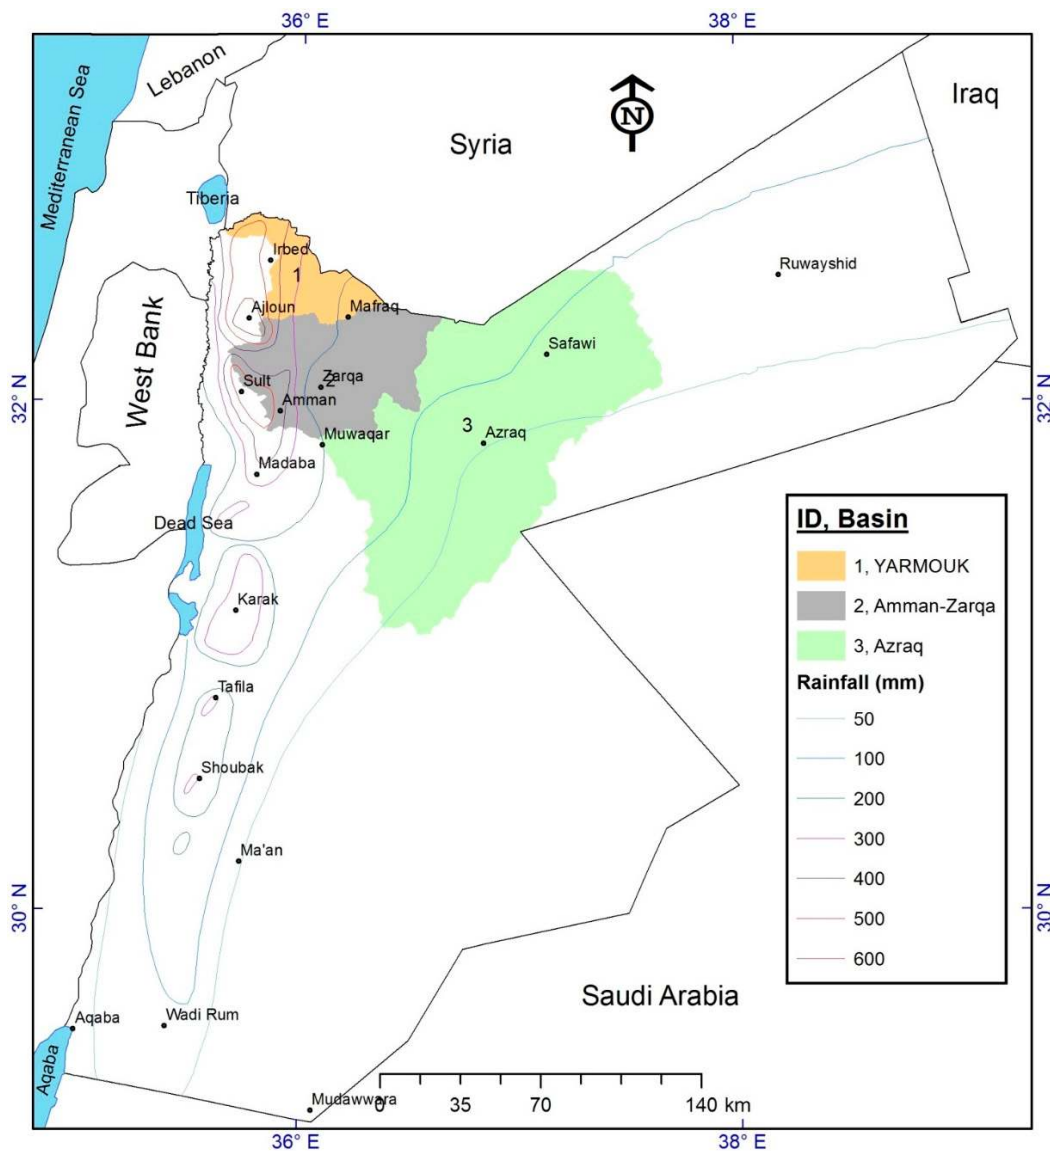 36° E
38° E
Mediterranean Sea
Lebanon
Syria
N
Iraq
Tiberia
Irbed
1
Ruwayshid
Ajloun
Mafraq
West Bank
Safawi
32° N
32° N
Sult
Zarqa
2
Amman
3
Azraq
Muwaqar
Madaba
Dead Sea
Karak
Tafila
Shoubak
Ma'an
30° N
30° N
Aqaba
Wadi Rum
Aqaba
Mudawwara
Saudi Arabia
ID, Basin
1, YARMOUK
2, Amman-Zarqa
3, Azraq
Rainfall (mm)
50
100
200
300
400
500
600
0 35 70 140 km
36° E
38° E